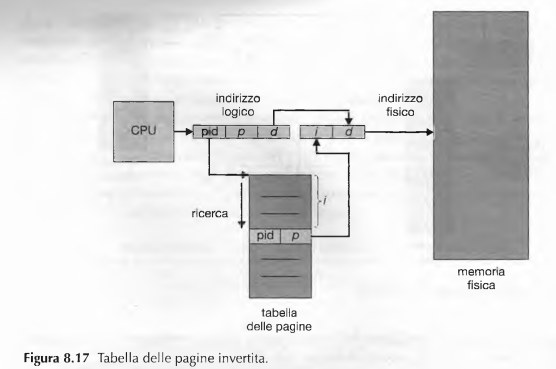 indirizzo
logico
indirizzo
fisico
CPU
pid p d
i d
ricerca
i
pid p
tabella
delle pagine
memoria
fisica
Figura 8.17 Tabella delle pagine invertita.